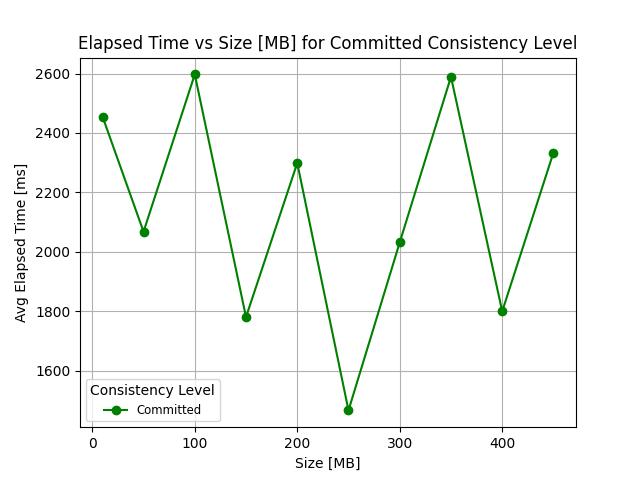 Elapsed Time vs Size [MB] for Committed Consistency Level
2600
2400
2200
2000
1800
1600
Avg Elapsed Time [ms]
Consistency Level
Committed
0 100 200 300 400
Size [MB]